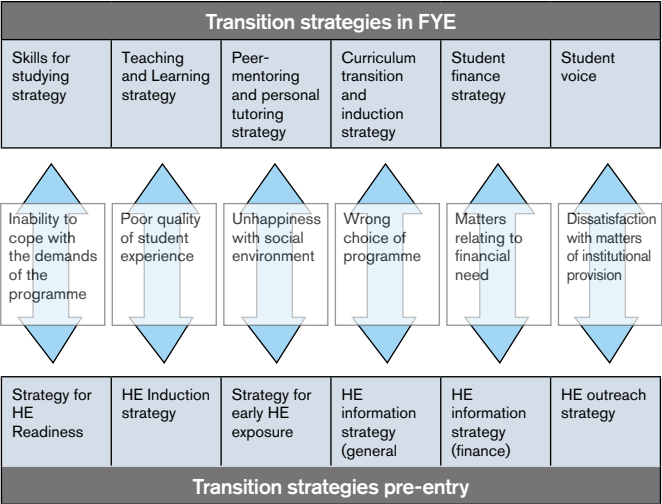 Transition strategies in FYE
Skills for
studying
strategy
Teaching
and Learning
strategy
Peer-
mentoring
and personal
tutoring
strategy
Curriculum
transition
and
induction
strategy
Student
finance
strategy
Student
voice
Inability to
cope with
the demands
of the
programme
Poor quality
of student
experience
Unhappiness
with social
environment
Wrong
choice of
programme
Matters
relating to
financial
need
Dissatisfaction
with matters
of institutional
provision
Strategy for
HE
Readiness
HE Induction
strategy
Strategy for
early HE
exposure
HE
information
strategy
(general
HE
information
strategy
(finance)
HE outreach
strategy
Transition strategies pre-entry